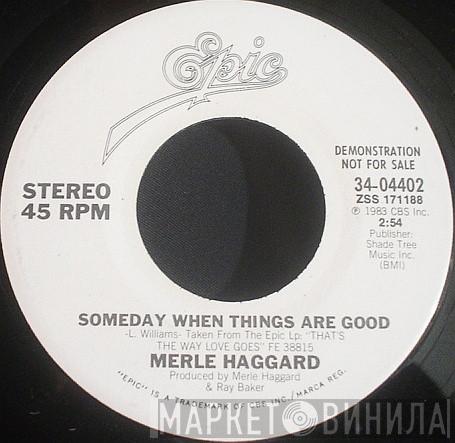 Epic
DEMONSTRATION
NOT FOR SALE
STEREO
45 RPM
34-04402
ZSS 171188
℗ 1983 CBS Inc.
2:54
Publisher:
Shade Tree
Music Inc.
(BMI)
SOMEDAY WHEN THINGS ARE GOOD
-L. Williams- Taken From The Epic Lp: "THAT'S
THE WAY LOVE GOES" FE 38815
MERLE HAGGARD
Produced by Merle Haggard
& Ray Baker
"EPIC" IS A TRADEMARK OF CBS INC./MARCA REG.
МАРКЕТ ВИНИЛА